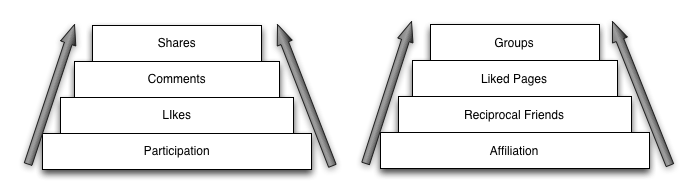 Shares
Comments
LIkes
Participation
Groups
Liked Pages
Reciprocal Friends
Affiliation